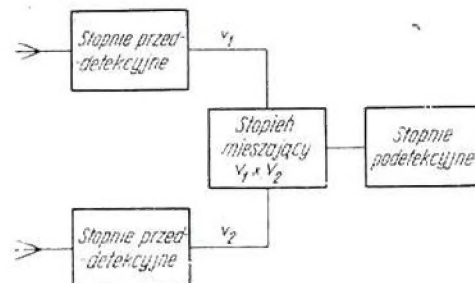 Stopnie przed-
-detekcyjne
v₁
Stopień
mieszający
V₁ × V₂
Stopnie
podetekcyjne
Stopnie przed-
-detekcyjne
v₂